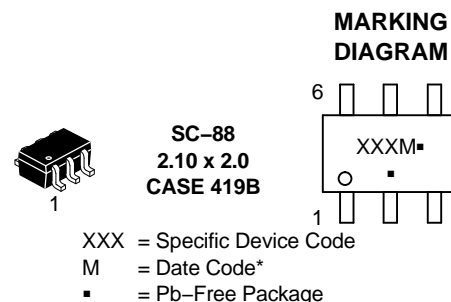 MARKING
DIAGRAM
6
SC–88
2.10 x 2.0
CASE 419B
XXXM▪
▪
1
1
XXX = Specific Device Code
M = Date Code*
▪ = Pb–Free Package